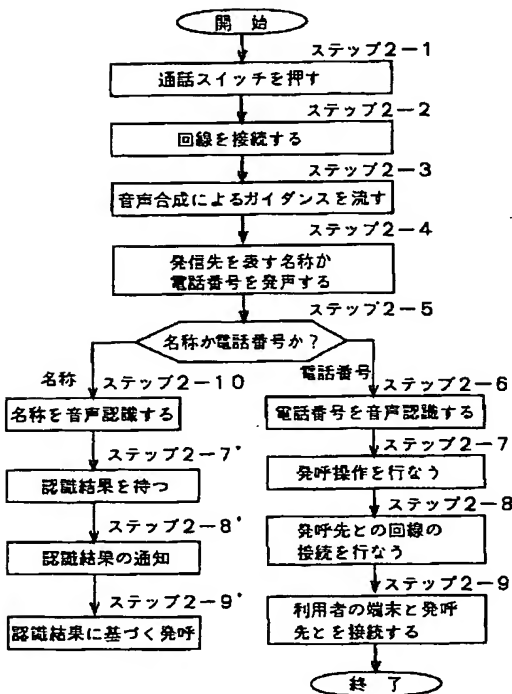 開 始
ステップ2-1
通話スイッチを押す
ステップ2-2
回線を接続する
ステップ2-3
音声合成によるガイダンスを流す
ステップ2-4
発信先を表す名称か
電話番号を発声する
ステップ2-5
名称か電話番号か?
名称
ステップ2-10
名称を音声認識する
ステップ2-7'
認識結果を待つ
ステップ2-8'
認識結果の通知
ステップ2-9'
認識結果に基づく発呼
電話番号
ステップ2-6
電話番号を音声認識する
ステップ2-7
発呼操作を行なう
ステップ2-8
発呼先との回線の
接続を行なう
ステップ2-9
利用者の端末と発呼
先とを接続する
終 了